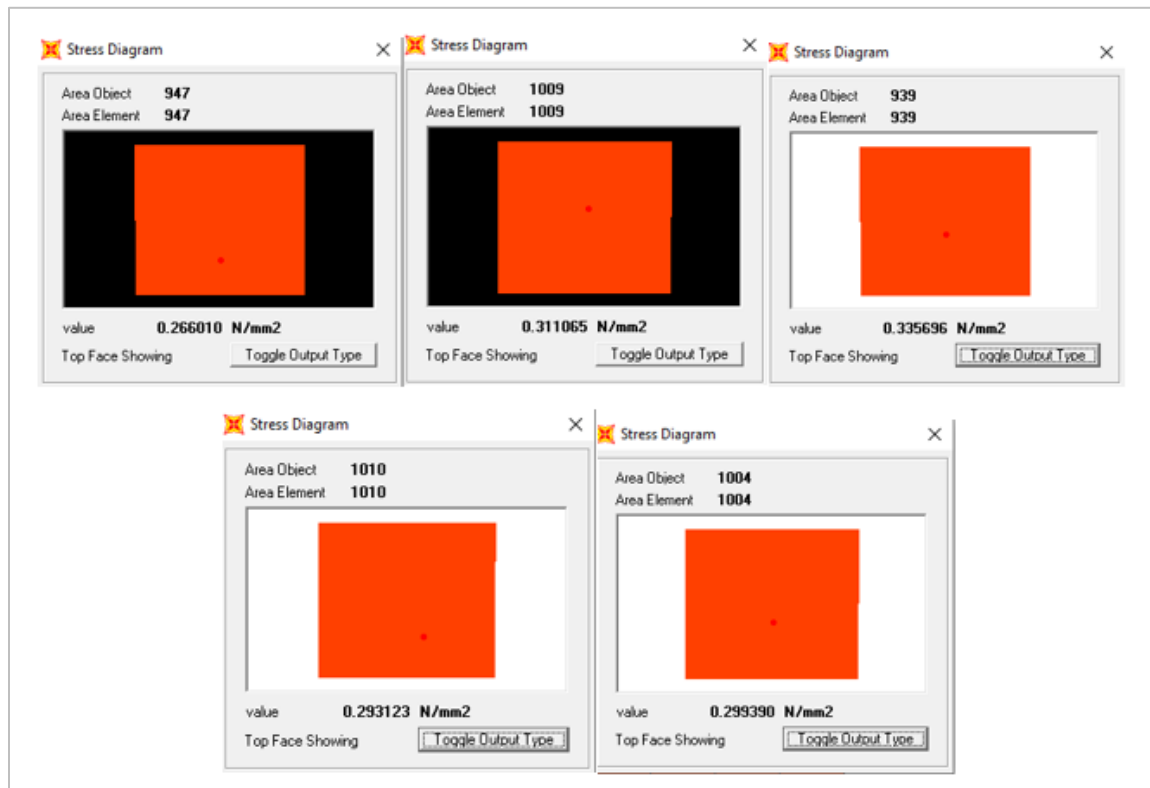 Stress Diagram
Area Object 947
Area Element 947
value 0.266010 N/mm2
Top Face Showing Toggle Output Type
Stress Diagram
Area Object 1009
Area Element 1009
value 0.311065 N/mm2
Top Face Showing Toggle Output Type
Stress Diagram
Area Object 939
Area Element 939
value 0.335696 N/mm2
Top Face Showing Toggle Output Type
Stress Diagram
Area Object 1010
Area Element 1010
value 0.293123 N/mm2
Top Face Showing Toggle Output Type
Stress Diagram
Area Object 1004
Area Element 1004
value 0.299390 N/mm2
Top Face Showing Toggle Output Type